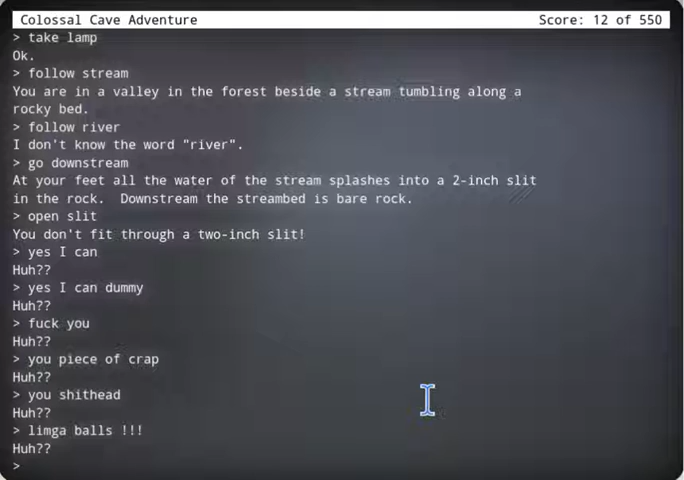 Colossal Cave Adventure Score: 12 of 550
> take lamp
Ok.
> follow stream
You are in a valley in the forest beside a stream tumbling along a
rocky bed.
> follow river
I don't know the word "river".
> go downstream
At your feet all the water of the stream splashes into a 2-inch slit
in the rock.  Downstream the streambed is bare rock.
> open slit
You don't fit through a two-inch slit!
> yes I can
Huh??
> yes I can dummy
Huh??
> fuck you
Huh??
> you piece of crap
Huh??
> you shithead
Huh??
> limga balls !!!
Huh??
>